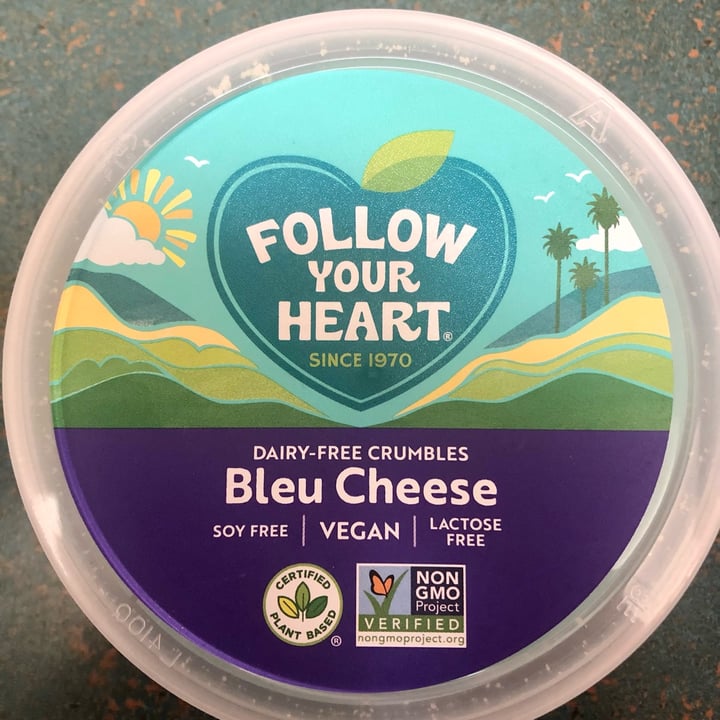 FOLLOW
YOUR
HEART®
SINCE 1970
DAIRY-FREE CRUMBLES
Bleu Cheese
SOY FREE | VEGAN | LACTOSE
FREE
CERTIFIED
PLANT BASED®
NON
GMO
Project
VERIFIED
nongmoproject.org